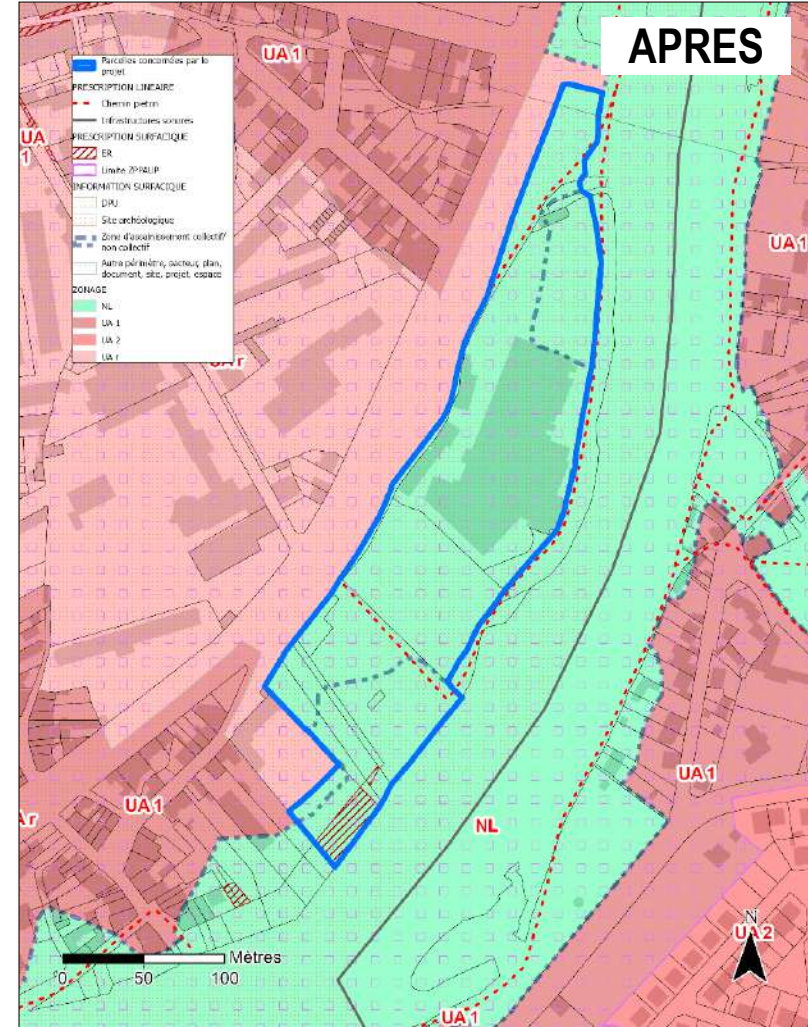 APRES
UA 1
Parcelles concernées par le
projet
PRESCRIPTION LINEAIRE
Chemin pieton
Infrastructures sonores
PRESCRIPTION SURFACIQUE
ER
Limite ZPPAUP
INFORMATION SURFACIQUE
DPU
Site archéologique
Zone d'assainissement collectif/
non collectif
Autre périmètre, secteur, plan,
document, site, projet, espace
ZONAGE
NL
UA 1
UA 2
UA r
UA
1
UA 1
UA r
UA 1
UA 1
Ar
NL
N
UA 2
Mètres
0 50 100
UA 1